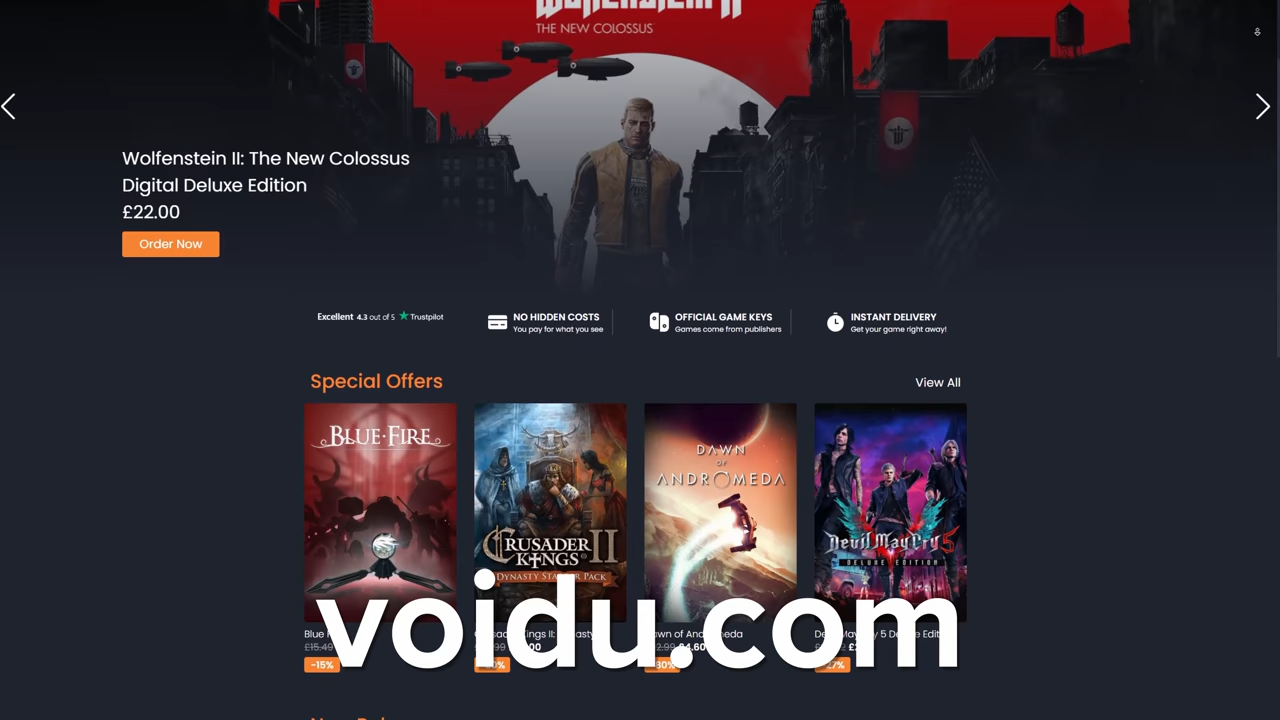 THE NEW COLOSSUS
Wolfenstein II: The New Colossus
Digital Deluxe Edition
£22.00
Order Now
Excellent 4.3 out of 5 Trustpilot
NO HIDDEN COSTS
You pay for what you see
OFFICIAL GAME KEYS
Games come from publishers
INSTANT DELIVERY
Get your game right away!
Special Offers
View All
BLUE·FIRE
CRUSADER KINGS II
DYNASTY STARTER PACK
DAWN
OF
ANDROMEDA
Devil May Cry 5
DELUXE EDITION
voidu.com
Blue
£15.49
-15%